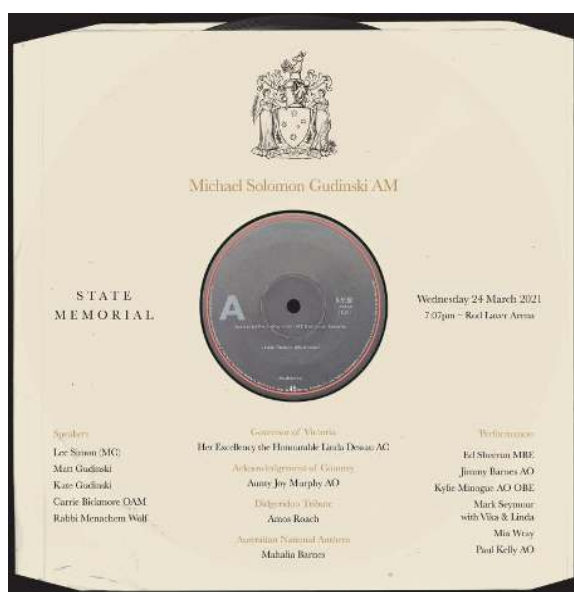 Michael Solomon Gudinski AM
STATE
MEMORIAL
A
Wednesday 24 March 2021
7:07pm ~ Rod Laver Arena
Speakers
Lee Simon (MC)
Matt Gudinski
Kate Gudinski
Carrie Bickmore OAM
Rabbi Menachem Wolf
Governor of Victoria
Her Excellency the Honourable Linda Dessau AC
Acknowledgement of Country
Aunty Joy Murphy AO
Didgeridoo Tribute
Amos Roach
Australian National Anthem
Mahalia Barnes
Performances
Ed Sheeran MBE
Jimmy Barnes AO
Kylie Minogue AO OBE
Mark Seymour
with Vika & Linda
Mia Wray
Paul Kelly AO